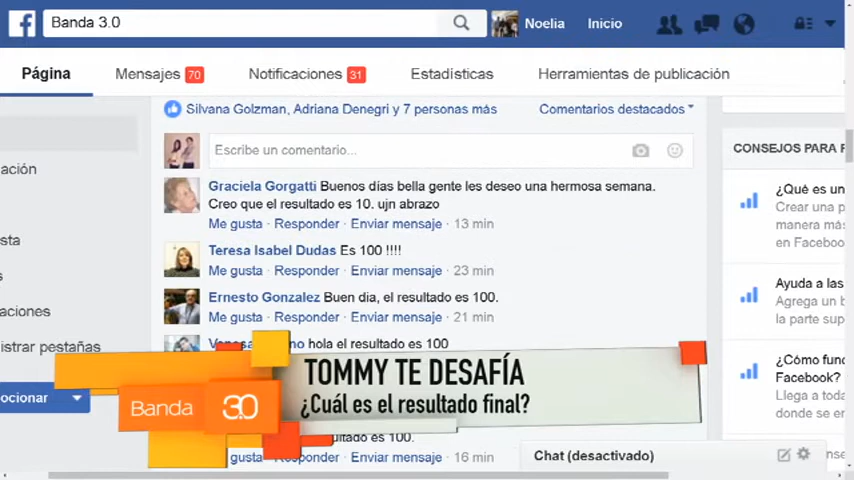 Banda 3.0
Noelia
Inicio
Página
Mensajes 70
Notificaciones 31
Estadísticas
Herramientas de publicación
Silvana Golzman, Adriana Denegri y 7 personas más
Comentarios destacados
CONSEJOS PARA
Escribe un comentario...
ación
Graciela Gorgatti Buenos días bella gente les deseo una hermosa semana.
Creo que el resultado es 10. ujn abrazo
Me gusta · Responder · Enviar mensaje · 13 min
¿Qué es un
Crear una p
manera más
en Facebook
sta
Teresa Isabel Dudas Es 100 !!!!
Me gusta · Responder · Enviar mensaje · 23 min
s
Ernesto Gonzalez Buen dia, el resultado es 100.
Me gusta · Responder · Enviar mensaje · 21 min
Ayuda a las
Agrega un b
la parte sup
aciones
hola el resultado es 100
istrar pestañas
¿Cómo func
Facebook?
Llega a toda
donde se en
ocionar
TOMMY TE DESAFÍA
¿Cuál es el resultado final?
Banda 3.0
ultado es 100.
gusta · Responder · Enviar mensaje · 16 min
Chat (desactivado)